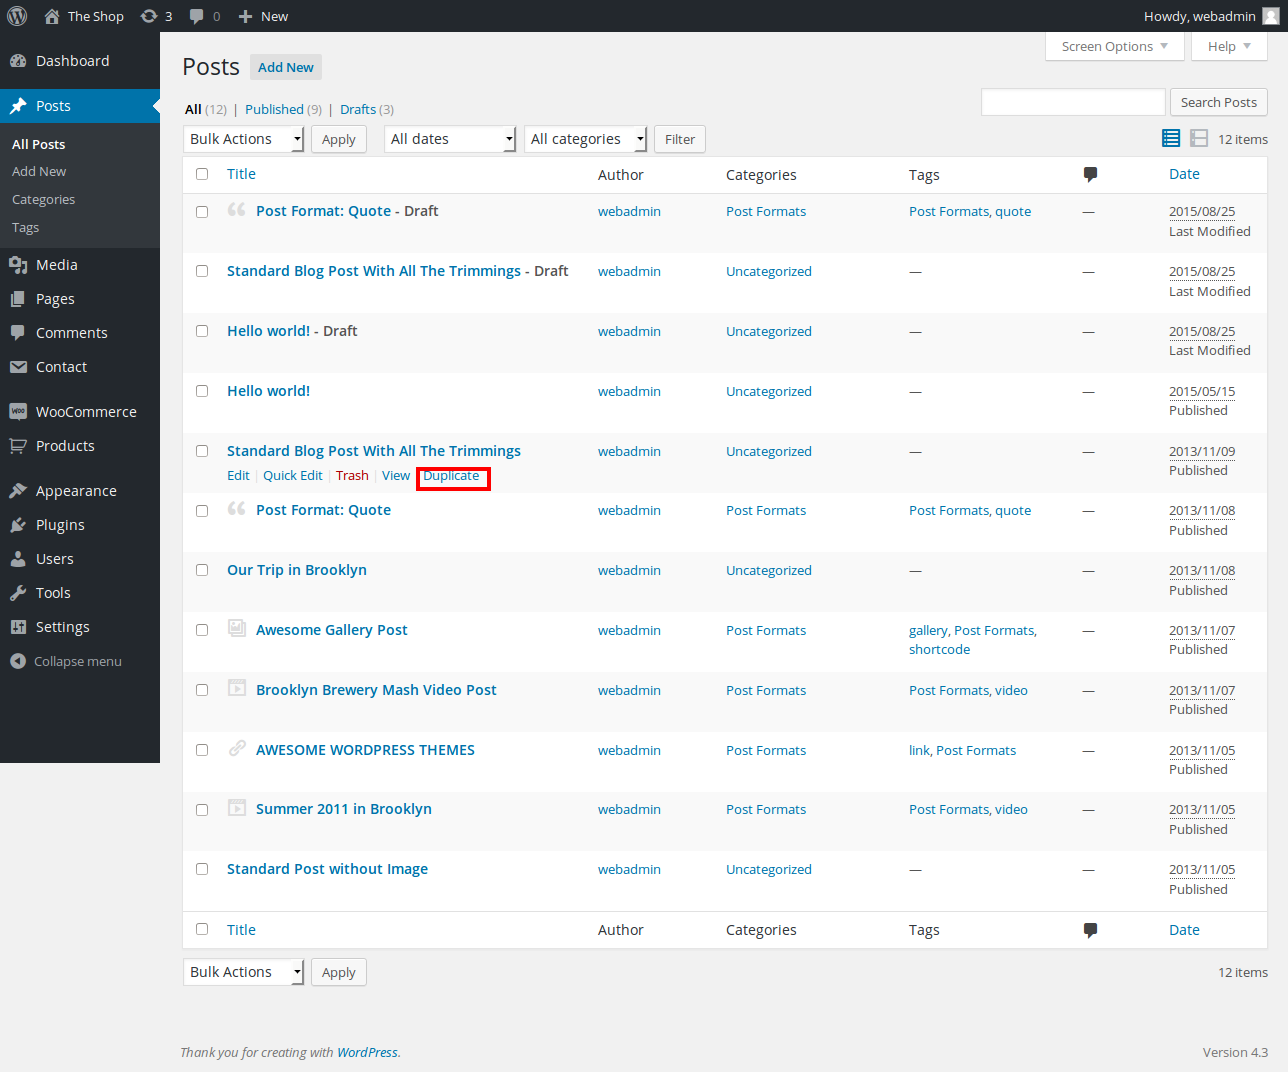 The Shop 3 0 New Howdy, webadmin
Screen Options Help
Dashboard
Posts
All Posts
Add New
Categories
Tags
Media
Pages
Comments
Contact
WooCommerce
Products
Appearance
Plugins
Users
Tools
Settings
Collapse menu
Posts Add New
All (12) | Published (9) | Drafts (3)
Search Posts
Bulk Actions Apply All dates All categories Filter 12 items
Title Author Categories Tags Date
Post Format: Quote - Draft webadmin Post Formats Post Formats, quote — 2015/08/25
Last Modified
Standard Blog Post With All The Trimmings - Draft webadmin Uncategorized — — 2015/08/25
Last Modified
Hello world! - Draft webadmin Uncategorized — — 2015/08/25
Last Modified
Hello world! webadmin Uncategorized — — 2015/05/15
Published
Standard Blog Post With All The Trimmings webadmin Uncategorized — — 2013/11/09
Published
Edit | Quick Edit | Trash | View Duplicate
Post Format: Quote webadmin Post Formats Post Formats, quote — 2013/11/08
Published
Our Trip in Brooklyn webadmin Uncategorized — — 2013/11/08
Published
Awesome Gallery Post webadmin Post Formats gallery, Post Formats, — 2013/11/07
shortcode Published
Brooklyn Brewery Mash Video Post webadmin Post Formats Post Formats, video — 2013/11/07
Published
AWESOME WORDPRESS THEMES webadmin Post Formats link, Post Formats — 2013/11/05
Published
Summer 2011 in Brooklyn webadmin Post Formats Post Formats, video — 2013/11/05
Published
Standard Post without Image webadmin Uncategorized — — 2013/11/05
Published
Title Author Categories Tags Date
Bulk Actions Apply 12 items
Thank you for creating with WordPress. Version 4.3